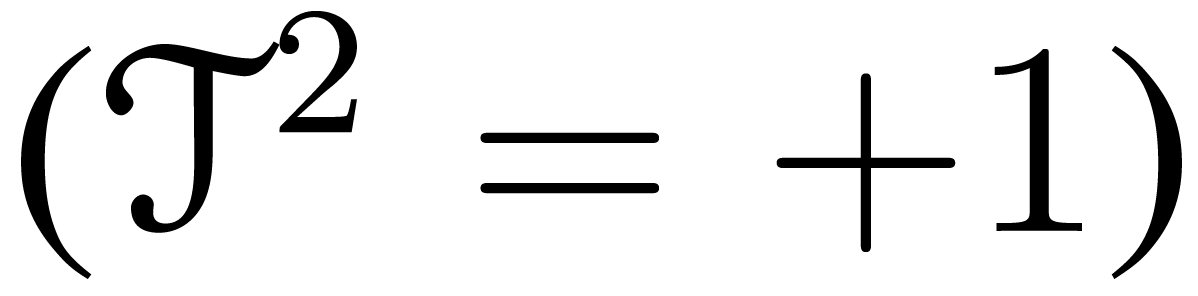 (𝒯² = +1)